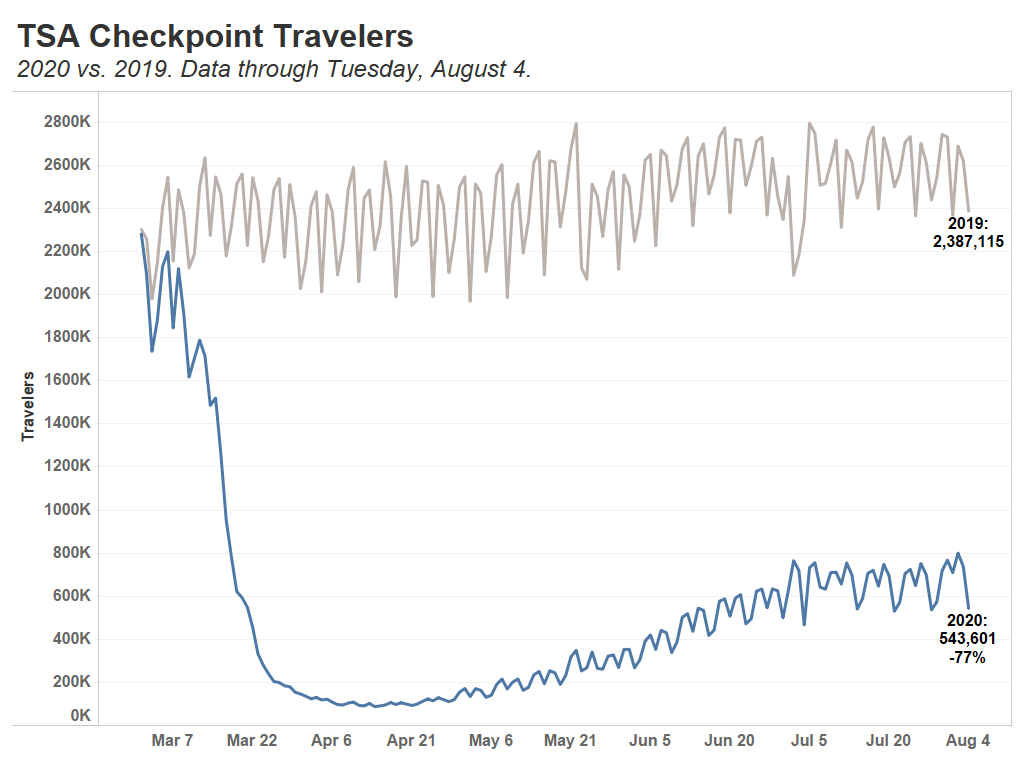 TSA Checkpoint Travelers
2020 vs. 2019. Data through Tuesday, August 4.
2800K
2600K
2400K
2200K
2000K
1800K
1600K
1400K
1200K
1000K
800K
600K
400K
200K
0K
Travelers
2019:
2,387,115
2020:
543,601
-77%
Mar 7 Mar 22 Apr 6 Apr 21 May 6 May 21 Jun 5 Jun 20 Jul 5 Jul 20 Aug 4